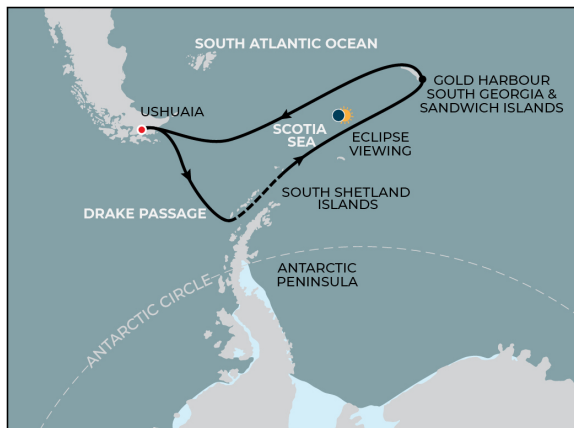 SOUTH ATLANTIC OCEAN
GOLD HARBOUR
SOUTH GEORGIA &
SANDWICH ISLANDS
USHUAIA
SCOTIA
SEA
ECLIPSE
VIEWING
SOUTH SHETLAND
ISLANDS
DRAKE PASSAGE
ANTARCTIC
PENINSULA
ANTARCTIC CIRCLE